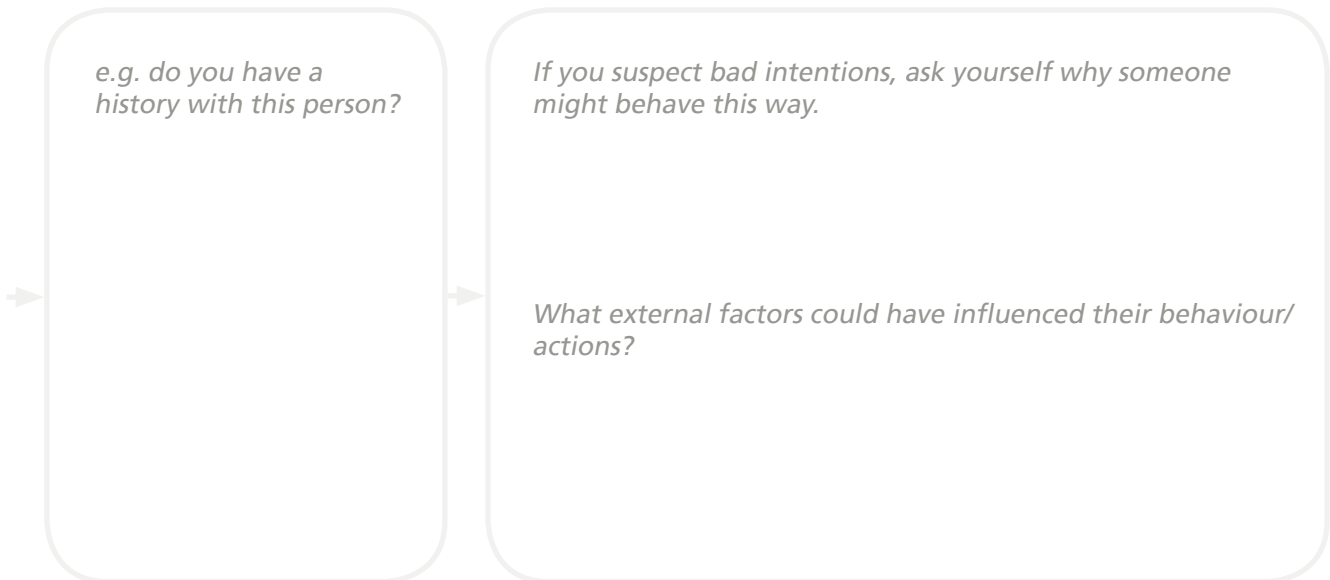 e.g. do you have a
history with this person?
If you suspect bad intentions, ask yourself why someone
might behave this way.
What external factors could have influenced their behaviour/
actions?